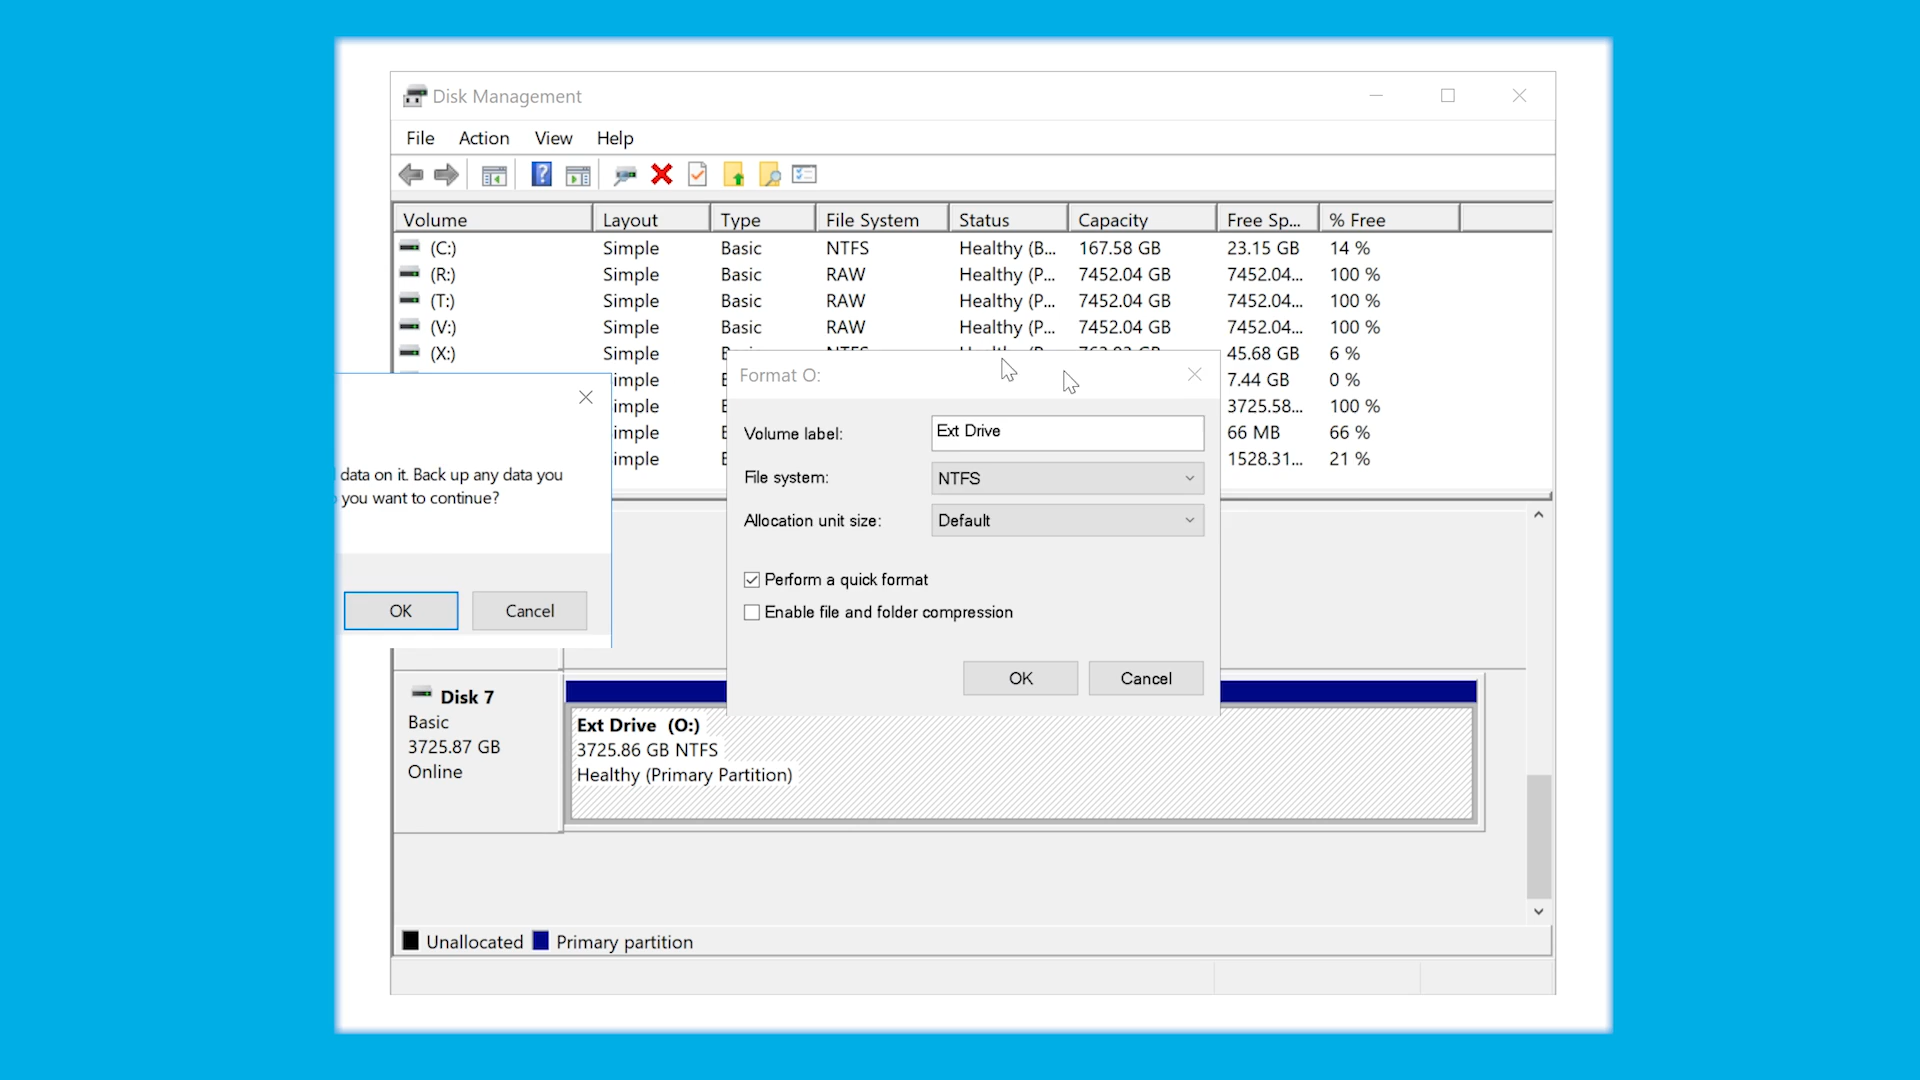 Disk Management
File Action View Help
Volume Layout Type File System Status Capacity Free Sp... % Free
(C:) Simple Basic NTFS Healthy (B... 167.58 GB 23.15 GB 14 %
(R:) Simple Basic RAW Healthy (P... 7452.04 GB 7452.04... 100 %
(T:) Simple Basic RAW Healthy (P... 7452.04 GB 7452.04... 100 %
(V:) Simple Basic RAW Healthy (P... 7452.04 GB 7452.04... 100 %
(X:) Simple 45.68 GB 6 %
imple 7.44 GB 0 %
imple 3725.58... 100 %
imple 66 MB 66 %
imple 1528.31... 21 %
data on it. Back up any data you
you want to continue?
OK Cancel
Format O:
Volume label: Ext Drive
File system: NTFS
Allocation unit size: Default
Perform a quick format
Enable file and folder compression
OK Cancel
Disk 7
Basic
3725.87 GB
Online
Ext Drive (O:)
3725.86 GB NTFS
Healthy (Primary Partition)
Unallocated Primary partition